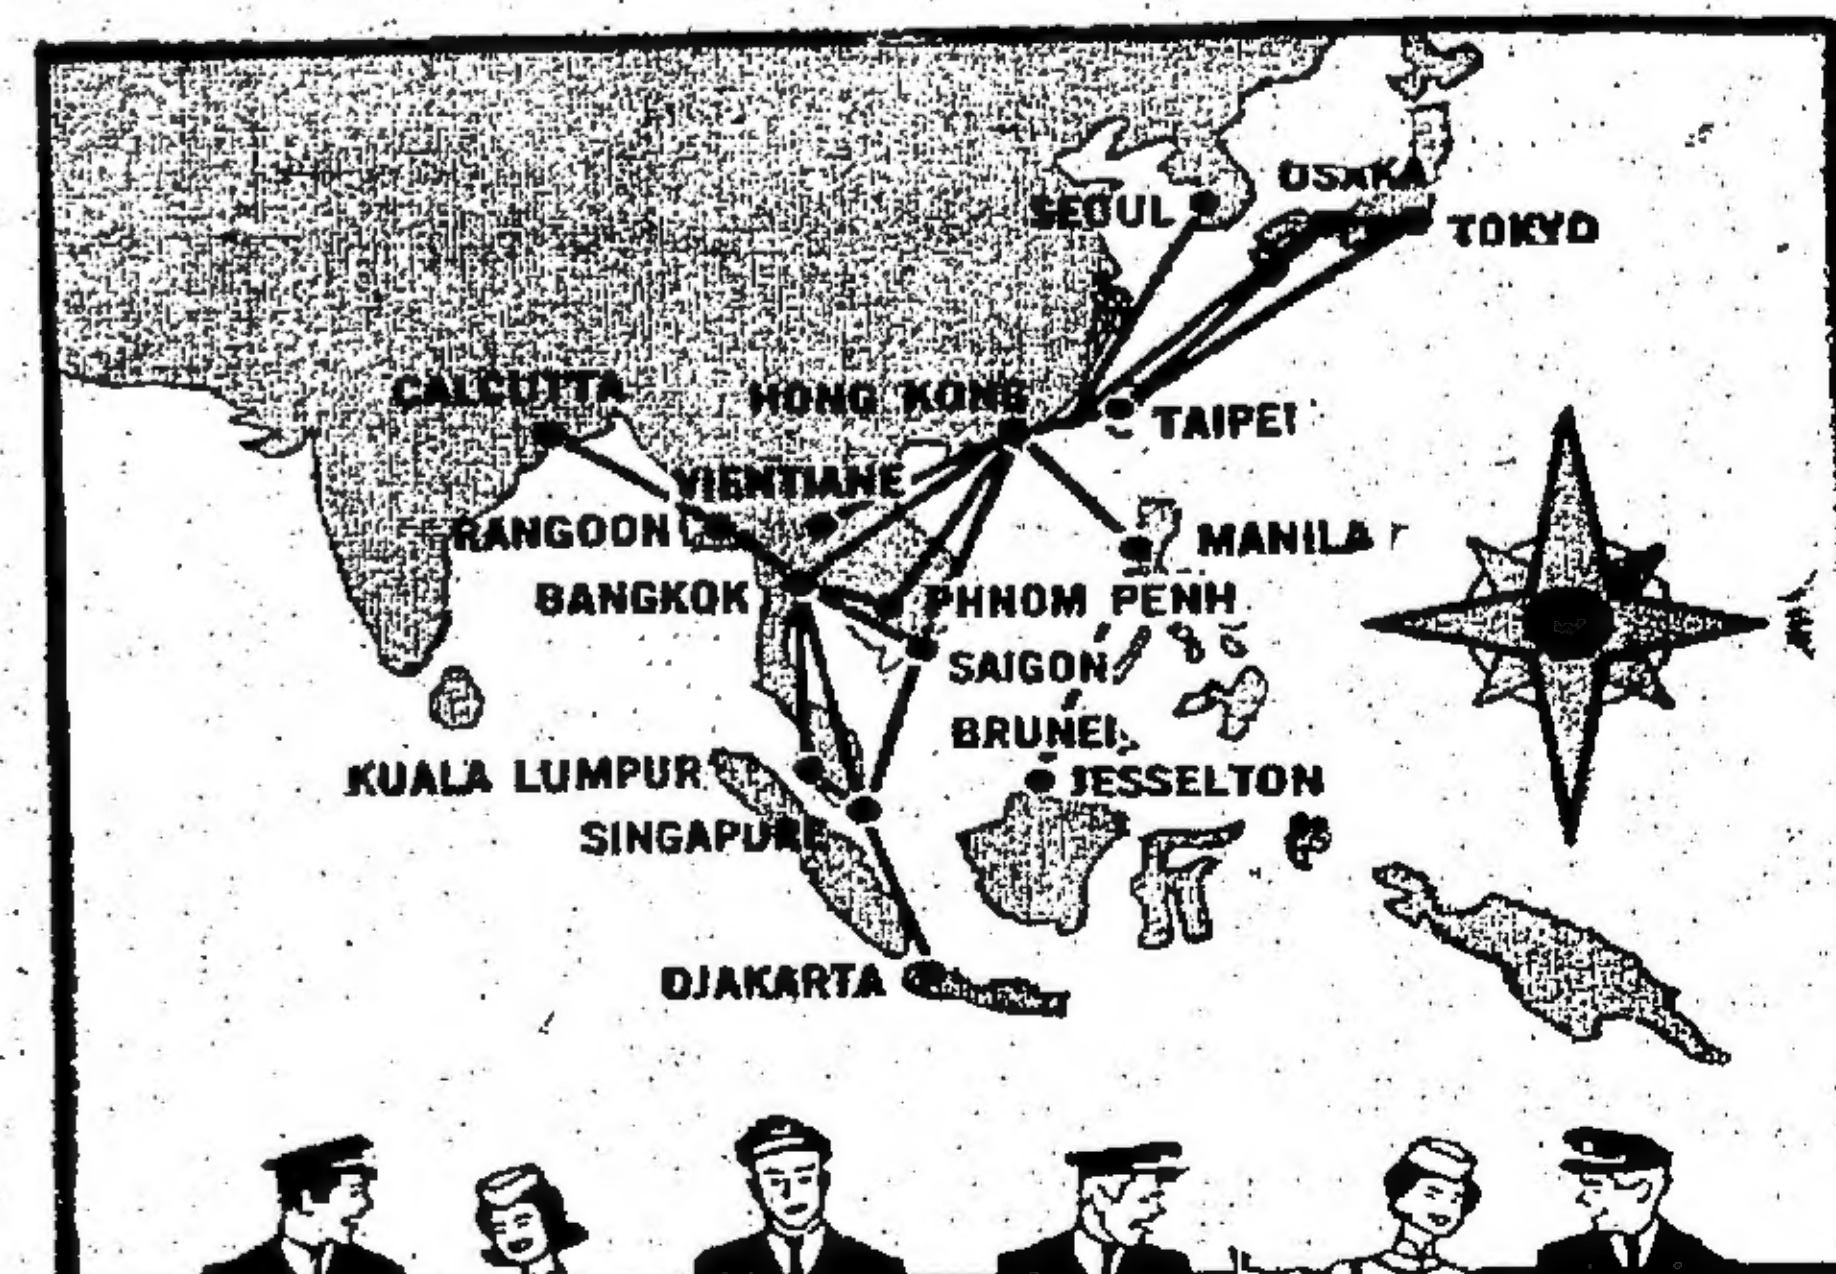 OSAKA
SEOUL
TOKYO
CALCUTTA
HONG KONG
TAIPEI
VIENTIANE
RANGOON
MANILA
BANGKOK
PHNOM PENH
SAIGON
BRUNEI
KUALA LUMPUR
JESSELTON
SINGAPORE
DJAKARTA